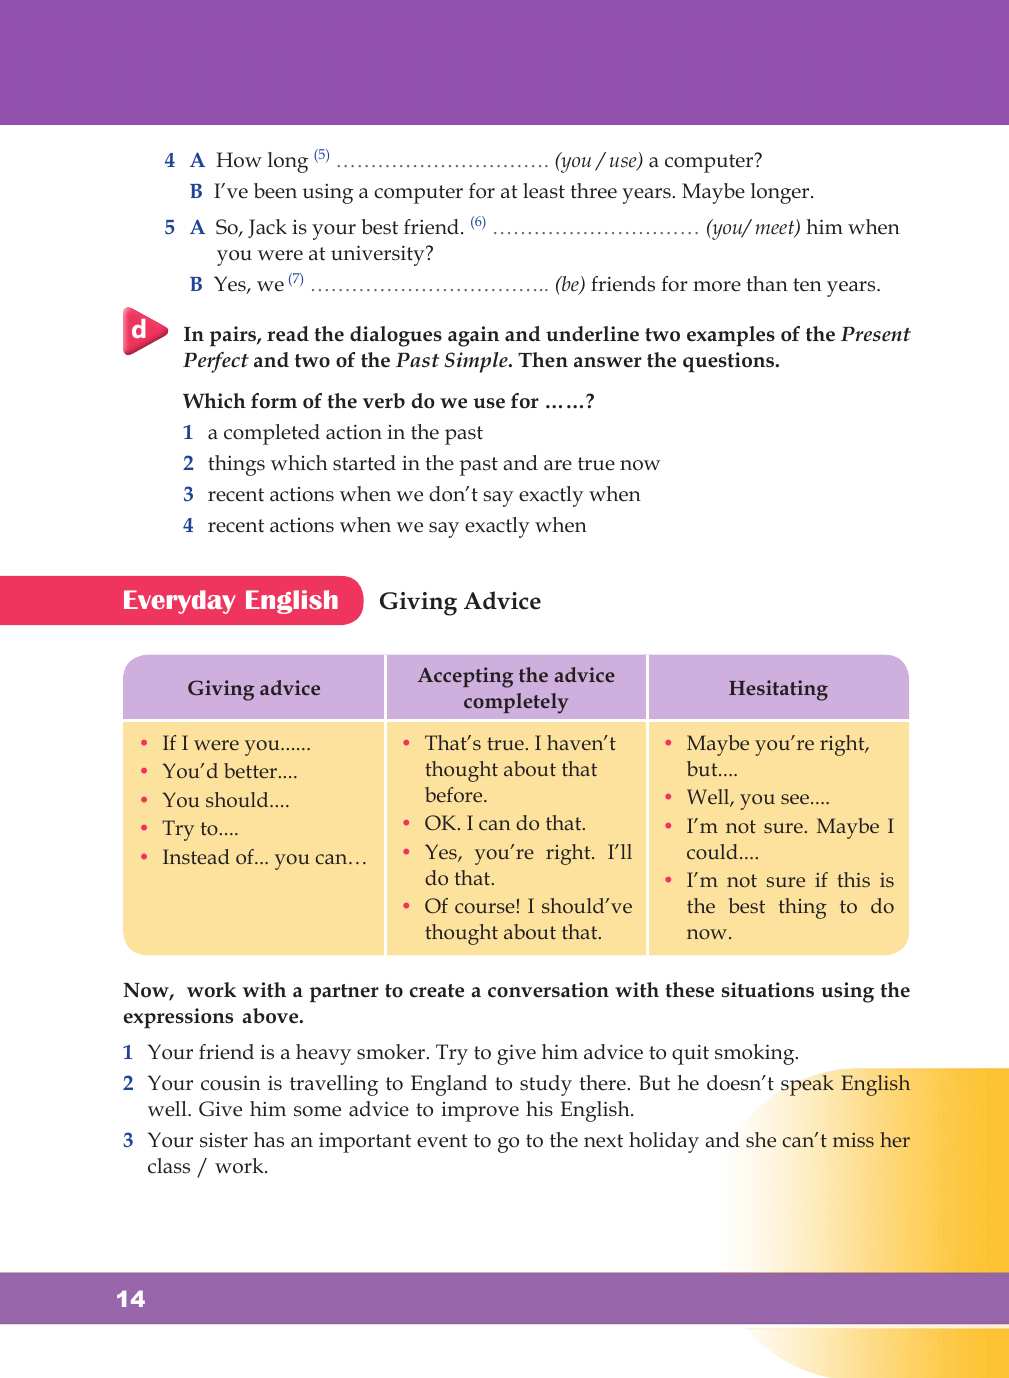 4 A How long (5) ............................... (you / use) a computer?
B I've been using a computer for at least three years. Maybe longer.
5 A So, Jack is your best friend. (6) .............................. (you/ meet) him when
you were at university?
B Yes, we (7) ................................... (be) friends for more than ten years.
d In pairs, read the dialogues again and underline two examples of the Present
Perfect and two of the Past Simple. Then answer the questions.
Which form of the verb do we use for ......?
1 a completed action in the past
2 things which started in the past and are true now
3 recent actions when we don't say exactly when
4 recent actions when we say exactly when
Everyday English Giving Advice
Giving advice
• If I were you......
• You'd better....
• You should....
• Try to....
• Instead of... you can...
Accepting the advice
completely
• That's true. I haven't
thought about that
before.
• OK. I can do that.
• Yes, you're right. I'll
do that.
• Of course! I should've
thought about that.
Hesitating
• Maybe you're right,
but....
• Well, you see....
• I'm not sure. Maybe I
could....
• I'm not sure if this is
the best thing to do
now.
Now, work with a partner to create a conversation with these situations using the
expressions above.
1 Your friend is a heavy smoker. Try to give him advice to quit smoking.
2 Your cousin is travelling to England to study there. But he doesn't speak English
well. Give him some advice to improve his English.
3 Your sister has an important event to go to the next holiday and she can't miss her
class / work.
14